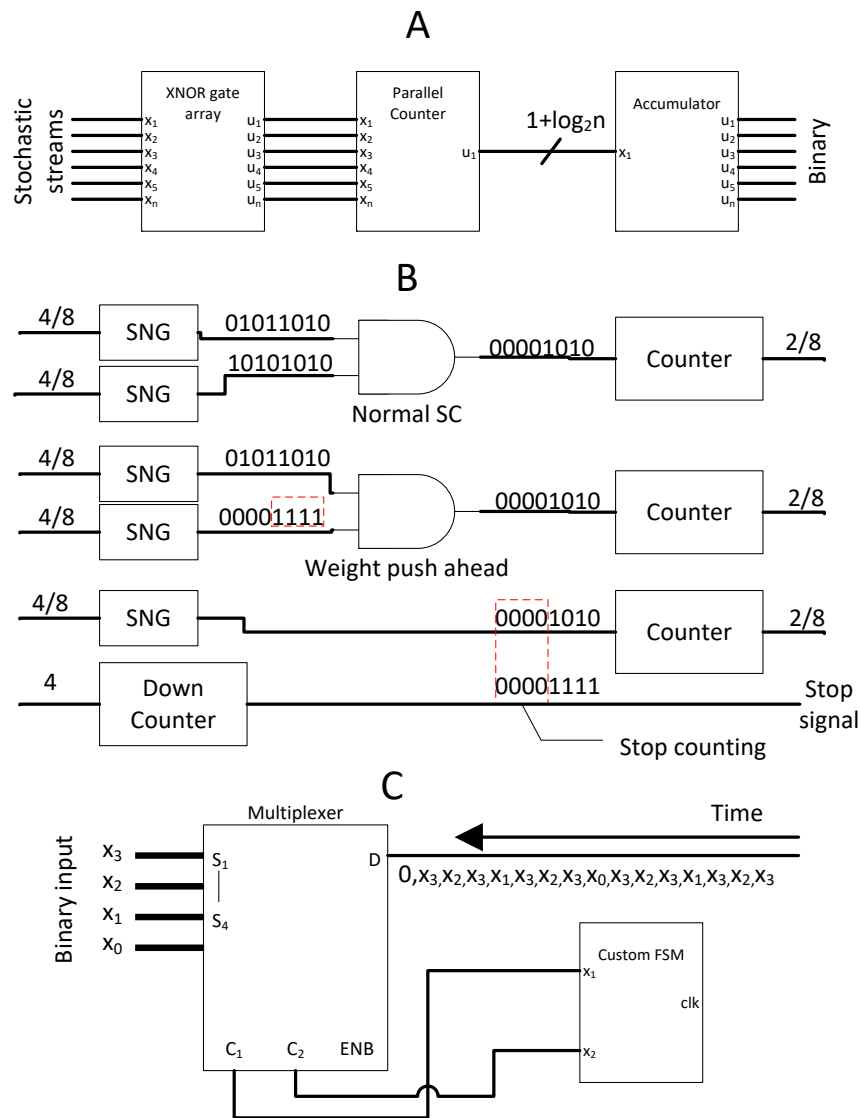 A
Stochastic streams
XNOR gate array
x₁ u₁
x₂ u₂
x₃ u₃
x₄ u₄
x₅ u₅
xₙ uₙ
Parallel Counter
x₁
x₂
x₃
x₄
x₅
xₙ
u₁
1+log₂n
Accumulator
x₁
u₁
u₂
u₃
u₄
u₅
uₙ
Binary
B
4/8 SNG 01011010
4/8 SNG 10101010
00001010 Counter 2/8
Normal SC
4/8 SNG 01011010
4/8 SNG 00001111
00001010 Counter 2/8
Weight push ahead
4/8 SNG 00001010 Counter 2/8
4 Down Counter 00001111 Stop signal
Stop counting
C
Multiplexer
Time
Binary input
x₃ S₁
x₂
x₁ S₄
x₀
D
0,x₃,x₂,x₃,x₁,x₃,x₂,x₃,x₀,x₃,x₂,x₃,x₁,x₃,x₂,x₃
C₁ C₂ ENB
Custom FSM
x₁
clk
x₂